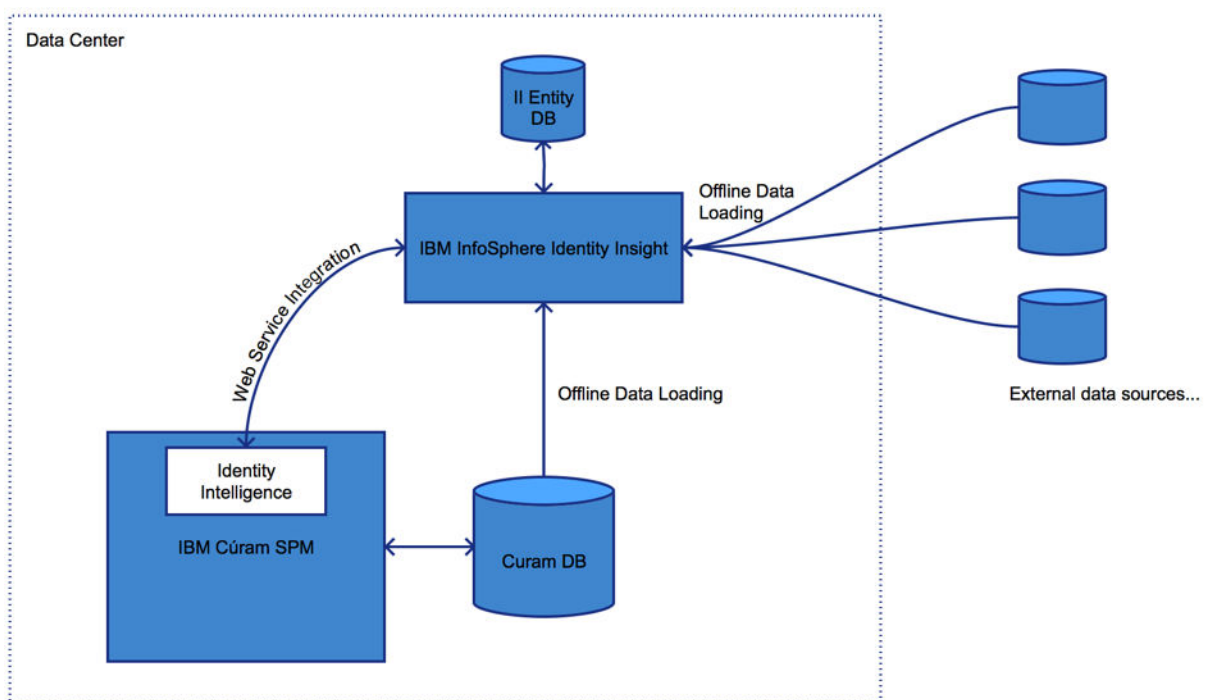 Data Center
II Entity
DB
Offline Data
Loading
IBM InfoSphere Identity Insight
Web Service Integration
Offline Data Loading
External data sources...
Identity
Intelligence
IBM Cúram SPM
Curam DB